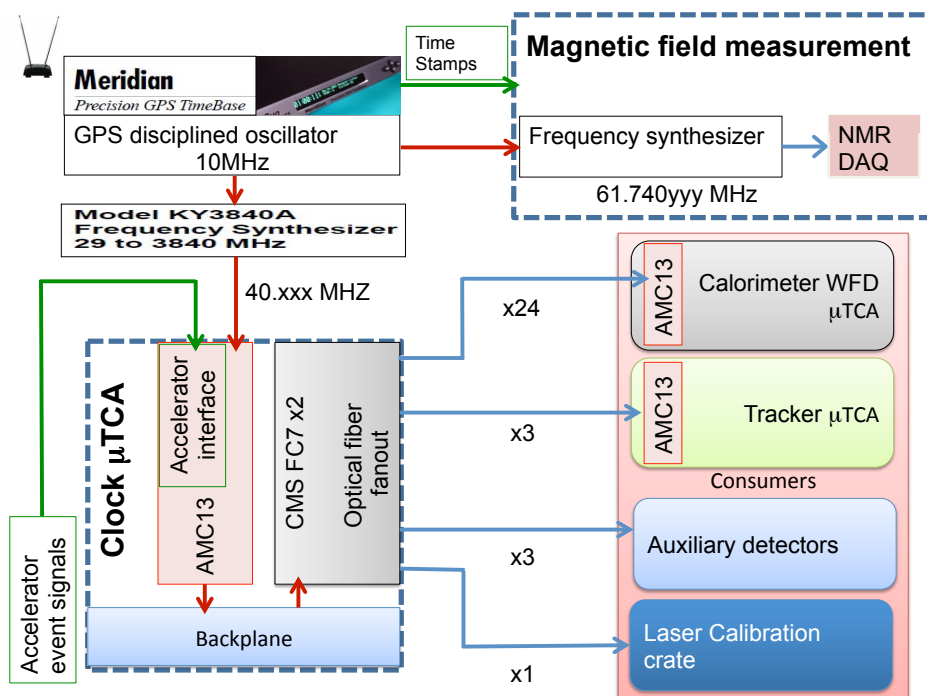 Time
Stamps
Magnetic field measurement
Meridian
Precision GPS TimeBase
GPS disciplined oscillator
10MHz
Frequency synthesizer
NMR
DAQ
61.740yyy MHz
Model KY3840A
Frequency Synthesizer
29 to 3840 MHz
40.xxx MHZ
x24
AMC13
Calorimeter WFD
µTCA
Clock µTCA
Accelerator
interface
AMC13
CMS FC7 x2
Optical fiber
fanout
x3
AMC13
Tracker µTCA
Consumers
x3
Auxiliary detectors
Accelerator
event signals
Backplane
x1
Laser Calibration
crate